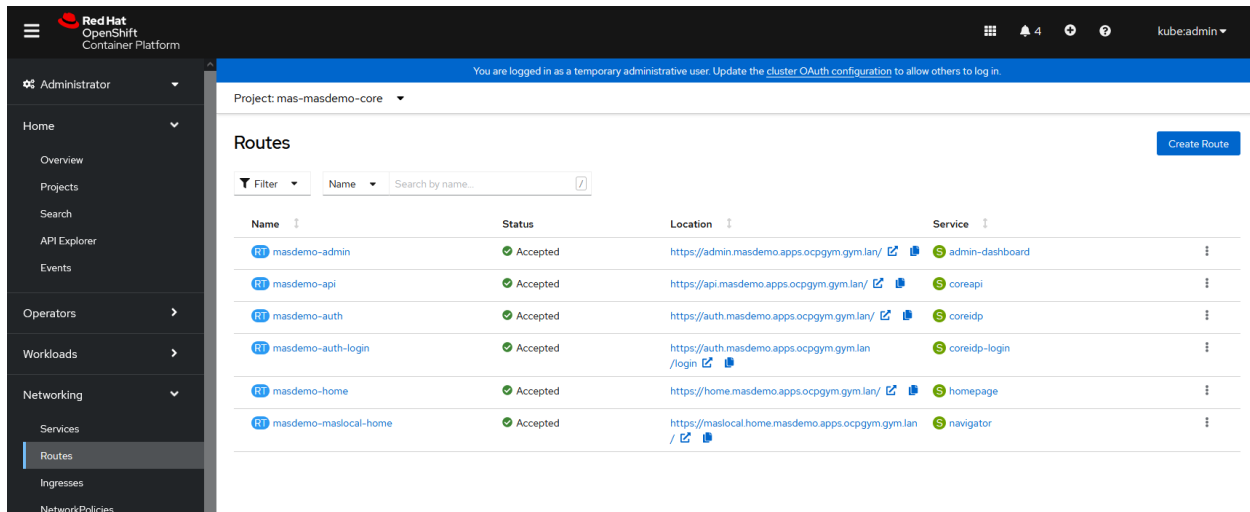 Red Hat
OpenShift
Container Platform
4
kube:admin
You are logged in as a temporary administrative user. Update the cluster OAuth configuration to allow others to log in.
Administrator
Project: mas-masdemo-core
Home
Overview
Projects
Search
API Explorer
Events
Operators
Workloads
Networking
Services
Routes
Ingresses
NetworkPolicies
Routes
Create Route
Filter Name Search by name... /
Name Status Location Service
RT masdemo-admin Accepted https://admin.masdemo.apps.ocpgym.gym.lan/ S admin-dashboard
RT masdemo-api Accepted https://api.masdemo.apps.ocpgym.gym.lan/ S coreapi
RT masdemo-auth Accepted https://auth.masdemo.apps.ocpgym.gym.lan/ S coreidp
RT masdemo-auth-login Accepted https://auth.masdemo.apps.ocpgym.gym.lan S coreidp-login
/login
RT masdemo-home Accepted https://home.masdemo.apps.ocpgym.gym.lan/ S homepage
RT masdemo-maslocal-home Accepted https://maslocal.home.masdemo.apps.ocpgym.gym.lan S navigator
/